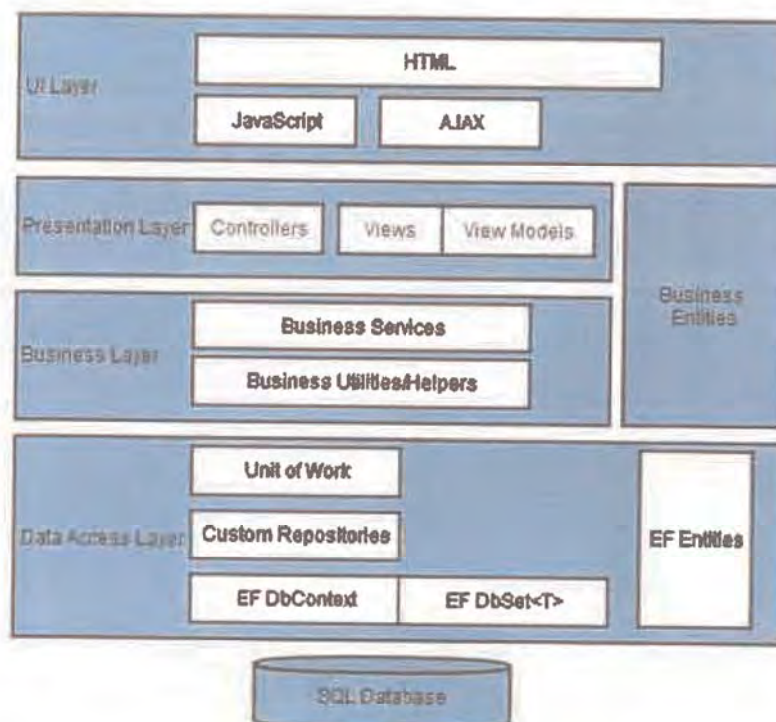 HTML
UI Layer
JavaScript
AJAX
Presentation Layer
Controllers
Views
View Models
Business Entities
Business Services
Business Layer
Business Utilities/Helpers
Unit of Work
Data Access Layer
Custom Repositories
EF Entities
EF DbContext
EF DbSet<T>
SQL Database